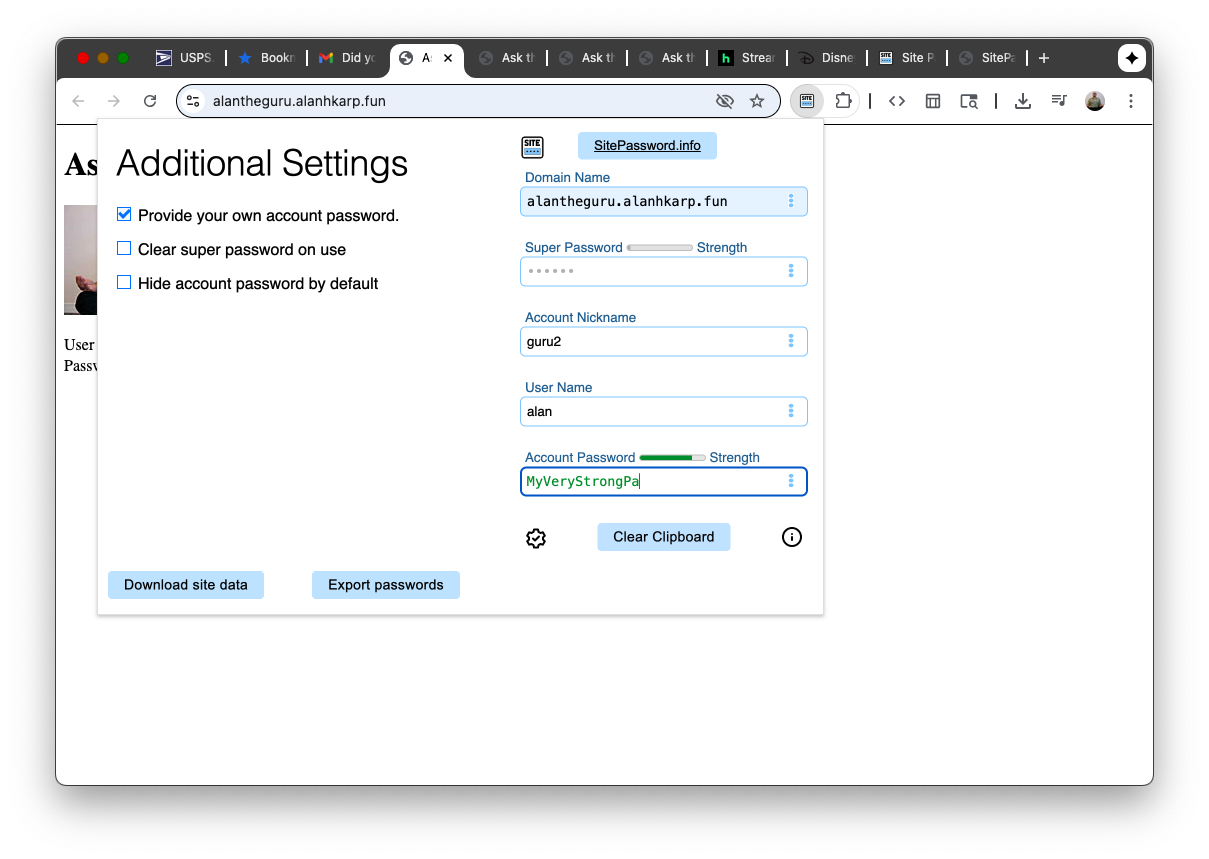 USPS.
Bookm
Did yo
A
Ask th
Ask th
Ask th
h
Strear
Disne
Site P
SitePa
alantheguru.alanhkarp.fun
As
User
Passw
Additional Settings
Provide your own account password.
Clear super password on use
Hide account password by default
Download site data
Export passwords
SITE
SitePassword.info
Domain Name
alantheguru.alanhkarp.fun
Super Password
Strength
Account Nickname
guru2
User Name
alan
Account Password
Strength
MyVeryStrongPa
Clear Clipboard